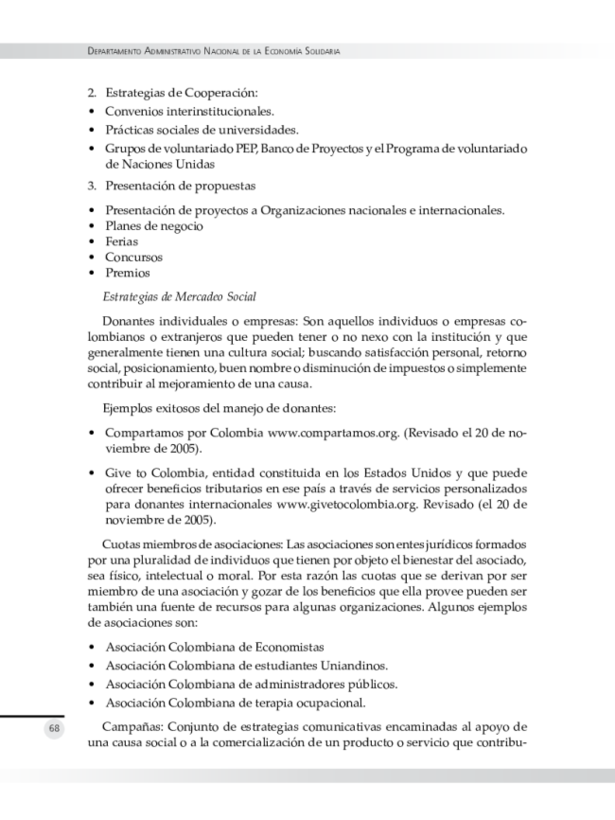 Departamento Administrativo Nacional de la Economía Solidaria
2. Estrategias de Cooperación:
• Convenios interinstitucionales.
• Prácticas sociales de universidades.
• Grupos de voluntariado PEP, Banco de Proyectos y el Programa de voluntariado
de Naciones Unidas
3. Presentación de propuestas
• Presentación de proyectos a Organizaciones nacionales e internacionales.
• Planes de negocio
• Ferias
• Concursos
• Premios
Estrategias de Mercadeo Social
Donantes individuales o empresas: Son aquellos individuos o empresas co-
lombianos o extranjeros que pueden tener o no nexo con la institución y que
generalmente tienen una cultura social; buscando satisfacción personal, retorno
social, posicionamiento, buen nombre o disminución de impuestos o simplemente
contribuir al mejoramiento de una causa.
Ejemplos exitosos del manejo de donantes:
• Compartamos por Colombia www.compartamos.org. (Revisado el 20 de no-
viembre de 2005).
• Give to Colombia, entidad constituida en los Estados Unidos y que puede
ofrecer beneficios tributarios en ese país a través de servicios personalizados
para donantes internacionales www.givetocolombia.org. Revisado (el 20 de
noviembre de 2005).
Cuotas miembros de asociaciones: Las asociaciones son entes jurídicos formados
por una pluralidad de individuos que tienen por objeto el bienestar del asociado,
sea físico, intelectual o moral. Por esta razón las cuotas que se derivan por ser
miembro de una asociación y gozar de los beneficios que ella provee pueden ser
también una fuente de recursos para algunas organizaciones. Algunos ejemplos
de asociaciones son:
• Asociación Colombiana de Economistas
• Asociación Colombiana de estudiantes Uniandinos.
• Asociación Colombiana de administradores públicos.
• Asociación Colombiana de terapia ocupacional.
Campañas: Conjunto de estrategias comunicativas encaminadas al apoyo de
una causa social o a la comercialización de un producto o servicio que contribu-
68